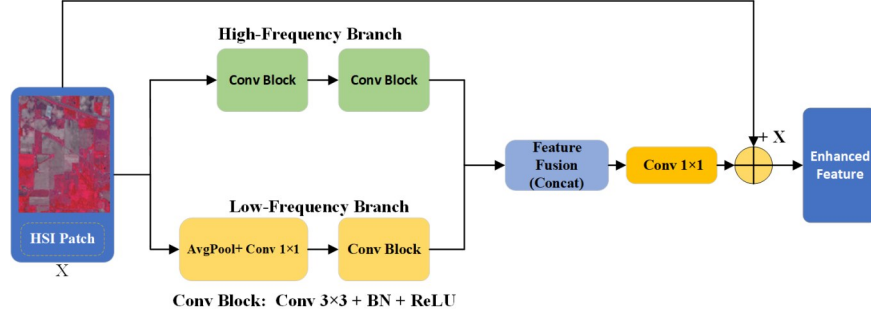 High-Frequency Branch
Conv Block
Conv Block
+ X
Feature
Fusion
(Concat)
Conv 1×1
Enhanced
Feature
HSI Patch
X
Low-Frequency Branch
AvgPool+ Conv 1×1
Conv Block
Conv Block: Conv 3×3 + BN + ReLU